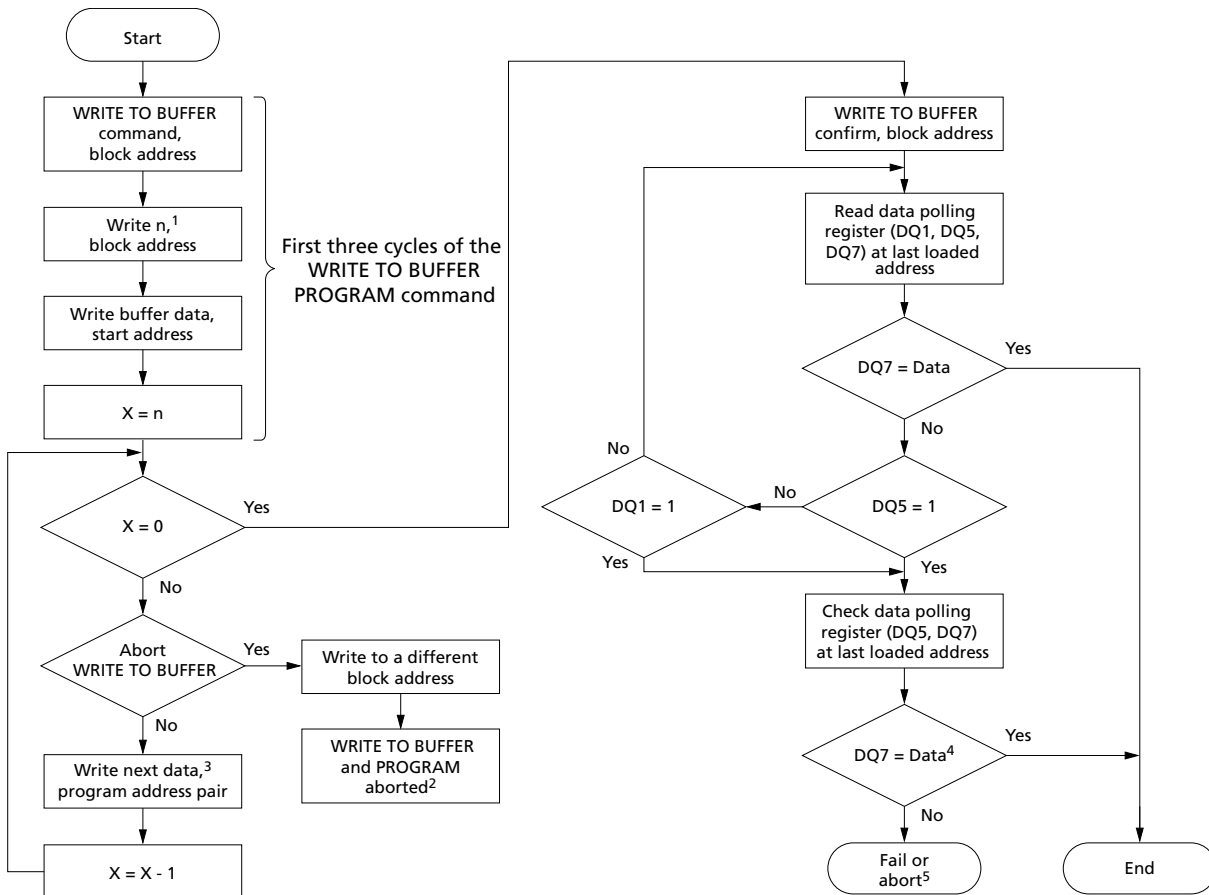 Start
WRITE TO BUFFER
command,
block address
Write n,¹
block address
Write buffer data,
start address
X = n
First three cycles of the
WRITE TO BUFFER
PROGRAM command
X = 0
Yes
No
Abort
WRITE TO BUFFER
Yes
No
Write to a different
block address
WRITE TO BUFFER
and PROGRAM
aborted²
Write next data,³
program address pair
X = X - 1
WRITE TO BUFFER
confirm, block address
Read data polling
register (DQ1, DQ5,
DQ7) at last loaded
address
DQ7 = Data
Yes
No
DQ5 = 1
No
Yes
DQ1 = 1
No
Yes
Check data polling
register (DQ5, DQ7)
at last loaded address
DQ7 = Data⁴
Yes
No
Fail or
abort⁵
End